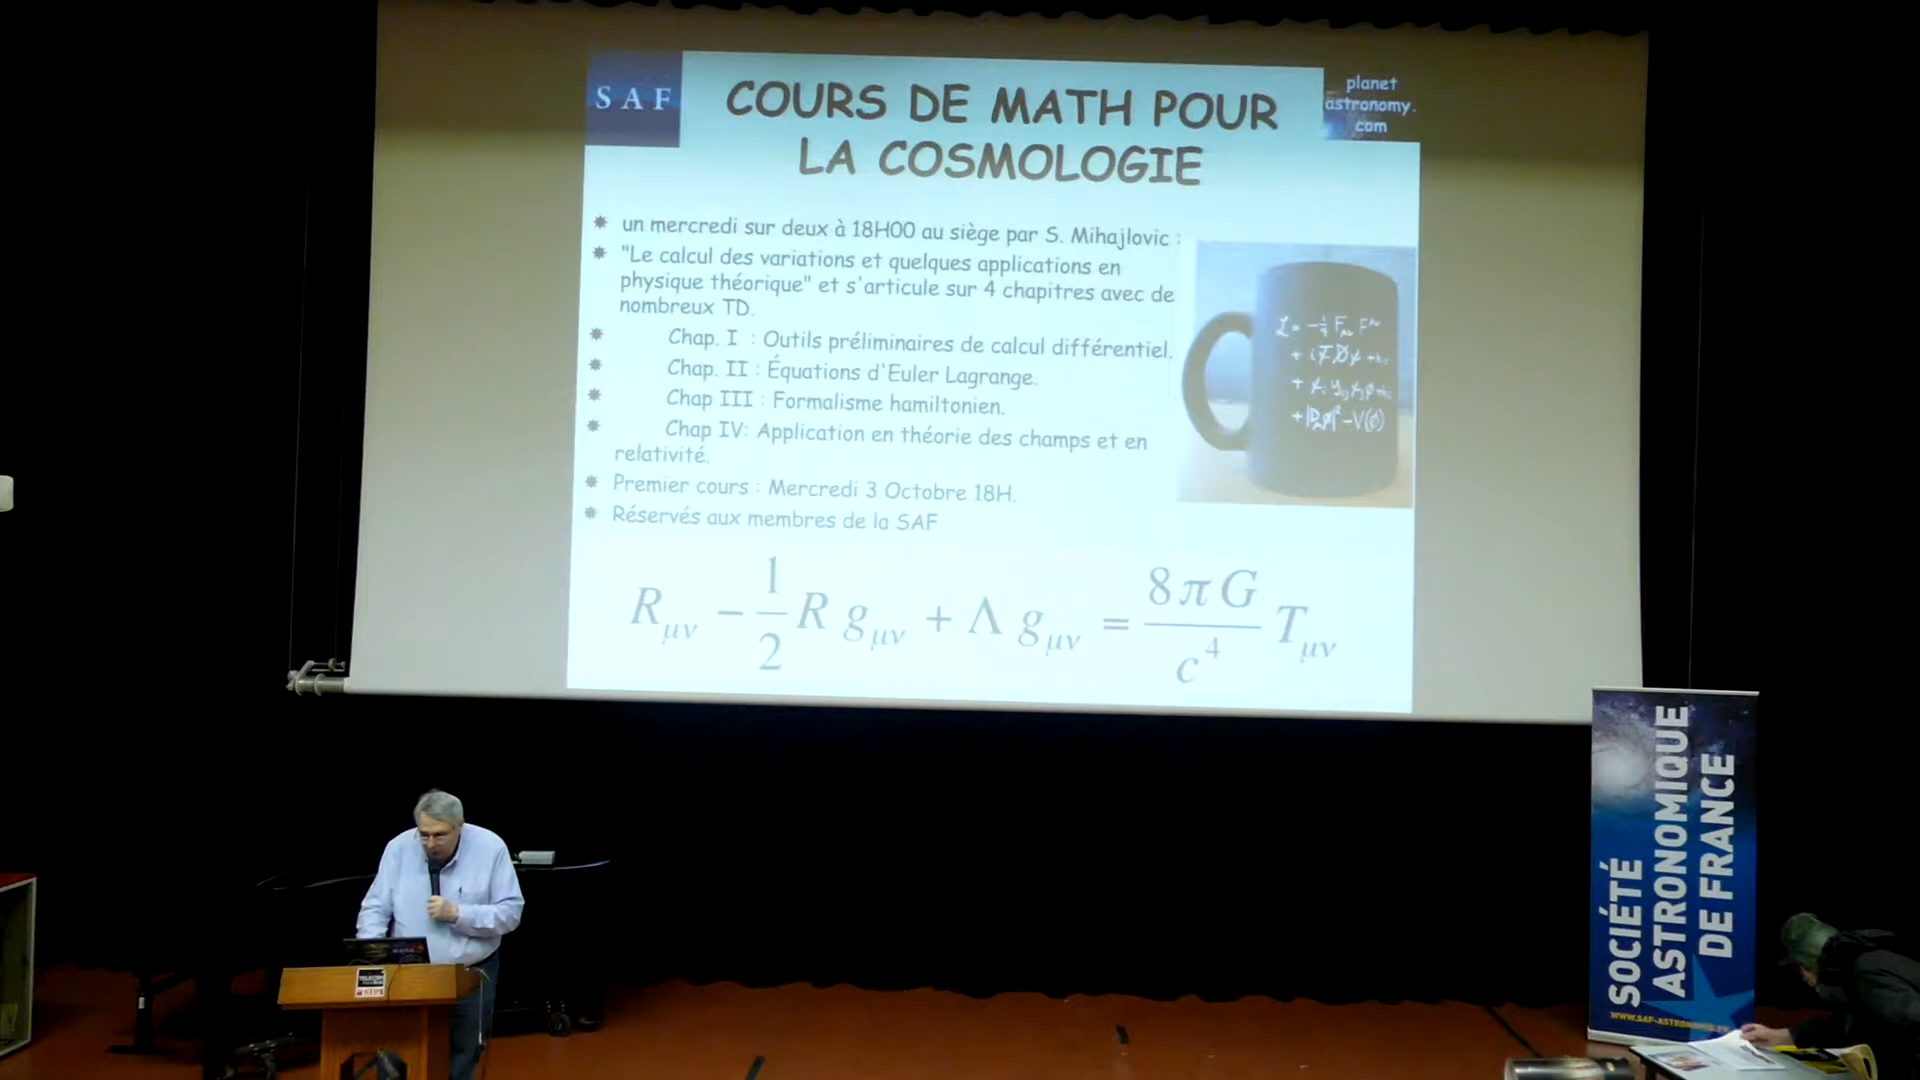 SAF
COURS DE MATH POUR
LA COSMOLOGIE
planet
astronomy.
com
un mercredi sur deux à 18H00 au siège par S. Mihajlovic :
"Le calcul des variations et quelques applications en
physique théorique" et s'articule sur 4 chapitres avec de
nombreux TD.
Chap. I : Outils préliminaires de calcul différentiel.
Chap. II : Équations d'Euler Lagrange.
Chap III : Formalisme hamiltonien.
Chap IV: Application en théorie des champs et en
relativité.
Premier cours : Mercredi 3 Octobre 18H.
Réservés aux membres de la SAF
R_μν − 1/2 R g_μν + Λ g_μν = 8πG/c^4 T_μν
SOCIÉTÉ
ASTRONOMIQUE
DE FRANCE
TELECOM